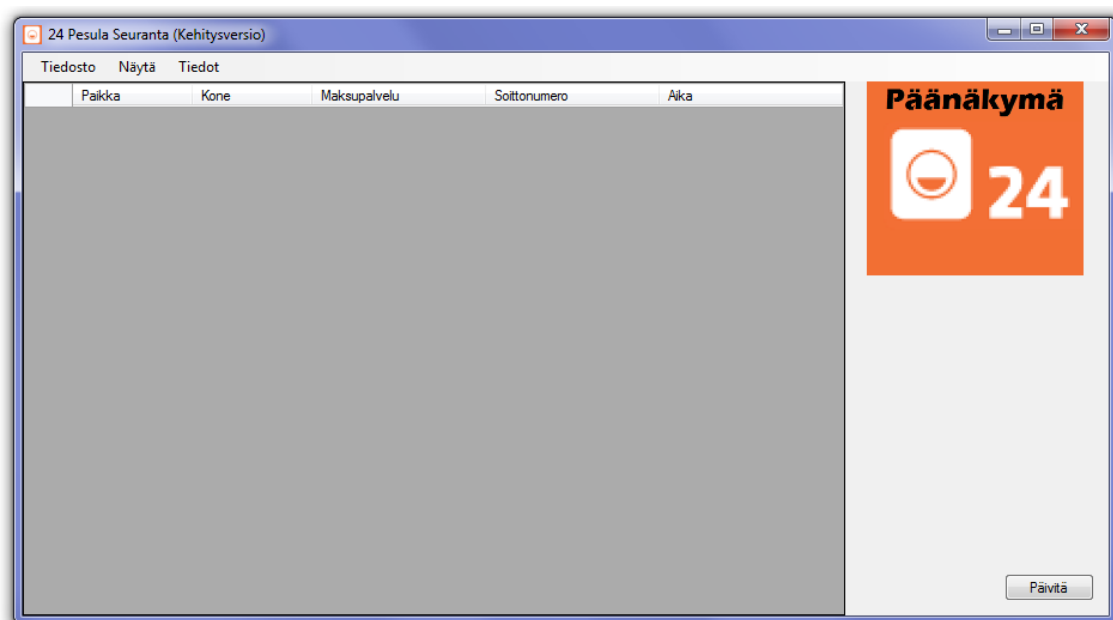 24 Pesula Seuranta (Kehitysversio)
Tiedosto Näytä Tiedot
Paikka Kone Maksupalvelu Soittonumero Aika
Päänäkymä
24
Päivitä